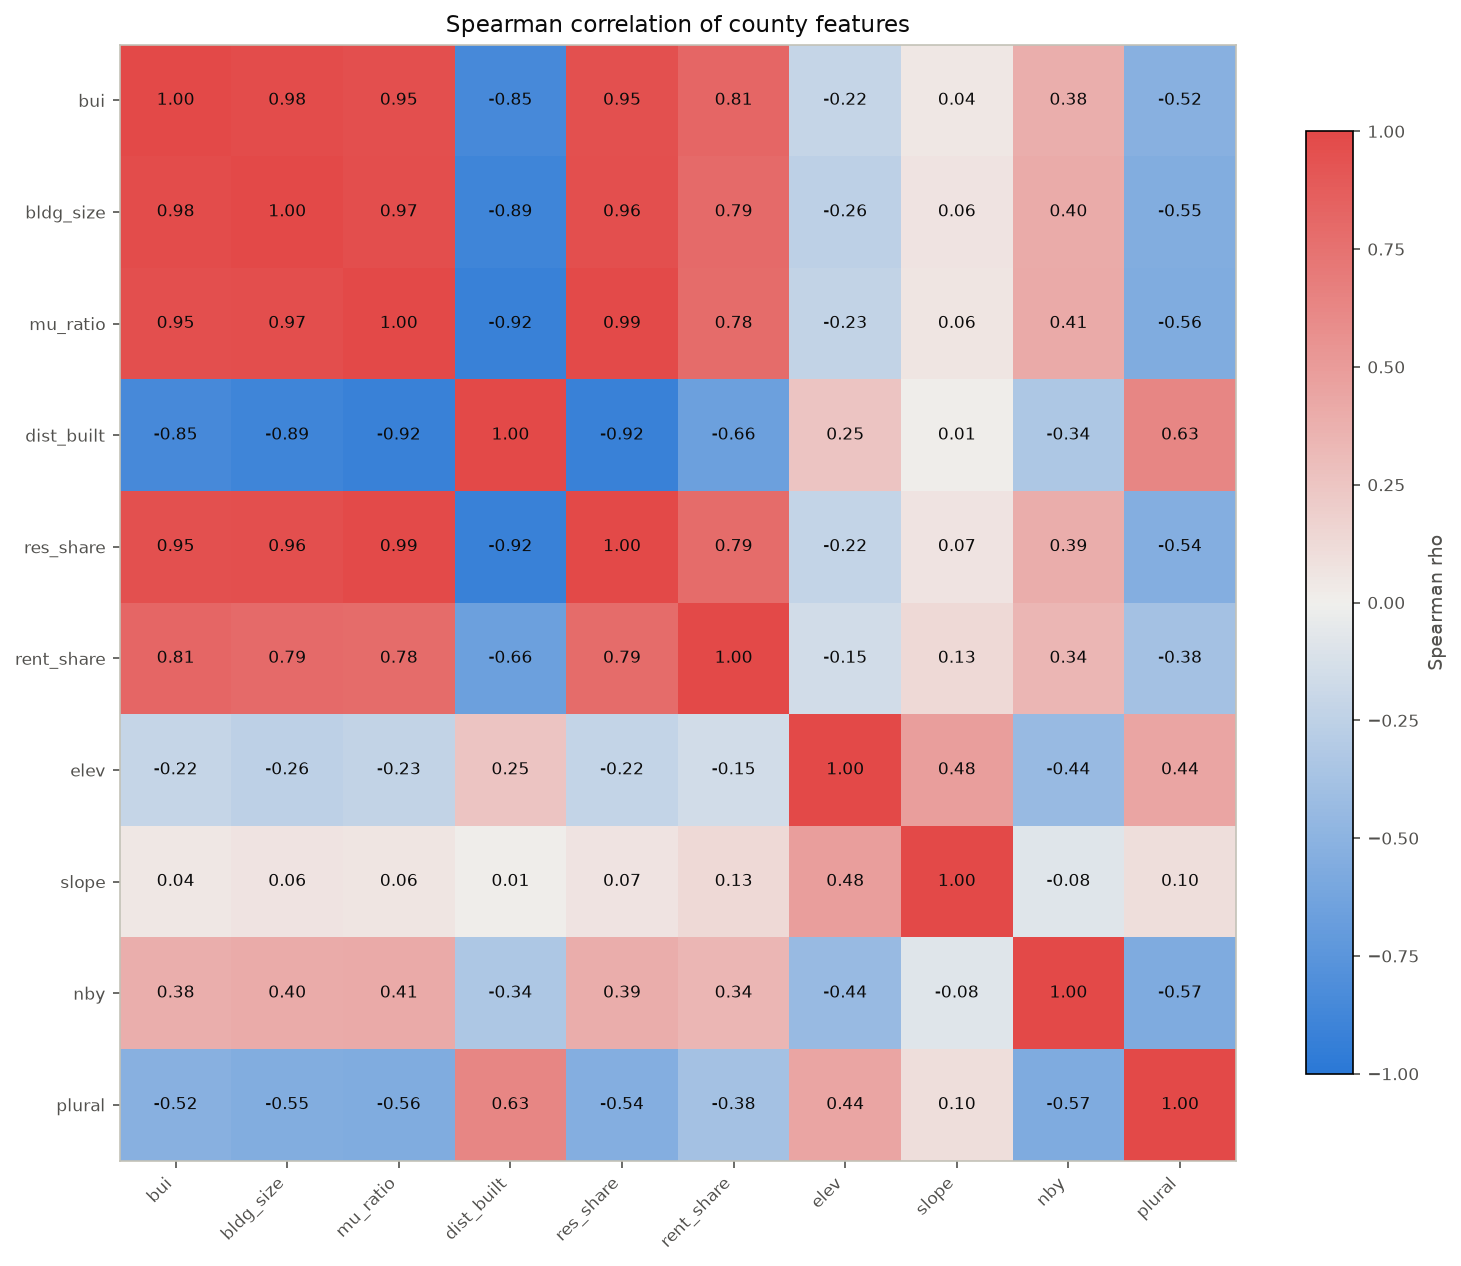 Spearman correlation of county features
bui 1.00 0.98 0.95 -0.85 0.95 0.81 -0.22 0.04 0.38 -0.52
bldg_size 0.98 1.00 0.97 -0.89 0.96 0.79 -0.26 0.06 0.40 -0.55
mu_ratio 0.95 0.97 1.00 -0.92 0.99 0.78 -0.23 0.06 0.41 -0.56
dist_built -0.85 -0.89 -0.92 1.00 -0.92 -0.66 0.25 0.01 -0.34 0.63
res_share 0.95 0.96 0.99 -0.92 1.00 0.79 -0.22 0.07 0.39 -0.54
rent_share 0.81 0.79 0.78 -0.66 0.79 1.00 -0.15 0.13 0.34 -0.38
elev -0.22 -0.26 -0.23 0.25 -0.22 -0.15 1.00 0.48 -0.44 0.44
slope 0.04 0.06 0.06 0.01 0.07 0.13 0.48 1.00 -0.08 0.10
nby 0.38 0.40 0.41 -0.34 0.39 0.34 -0.44 -0.08 1.00 -0.57
plural -0.52 -0.55 -0.56 0.63 -0.54 -0.38 0.44 0.10 -0.57 1.00
bui bldg_size mu_ratio dist_built res_share rent_share elev slope nby plural
1.00
0.75
0.50
0.25
0.00
−0.25
−0.50
−0.75
−1.00
Spearman rho